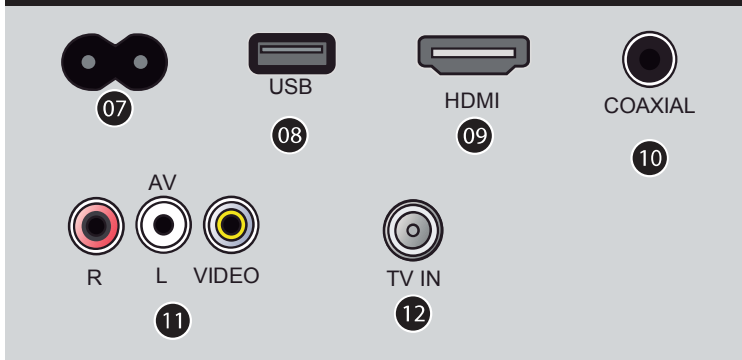 USB
HDMI
COAXIAL
07
08
09
10
AV
R L VIDEO
TV IN
11
12